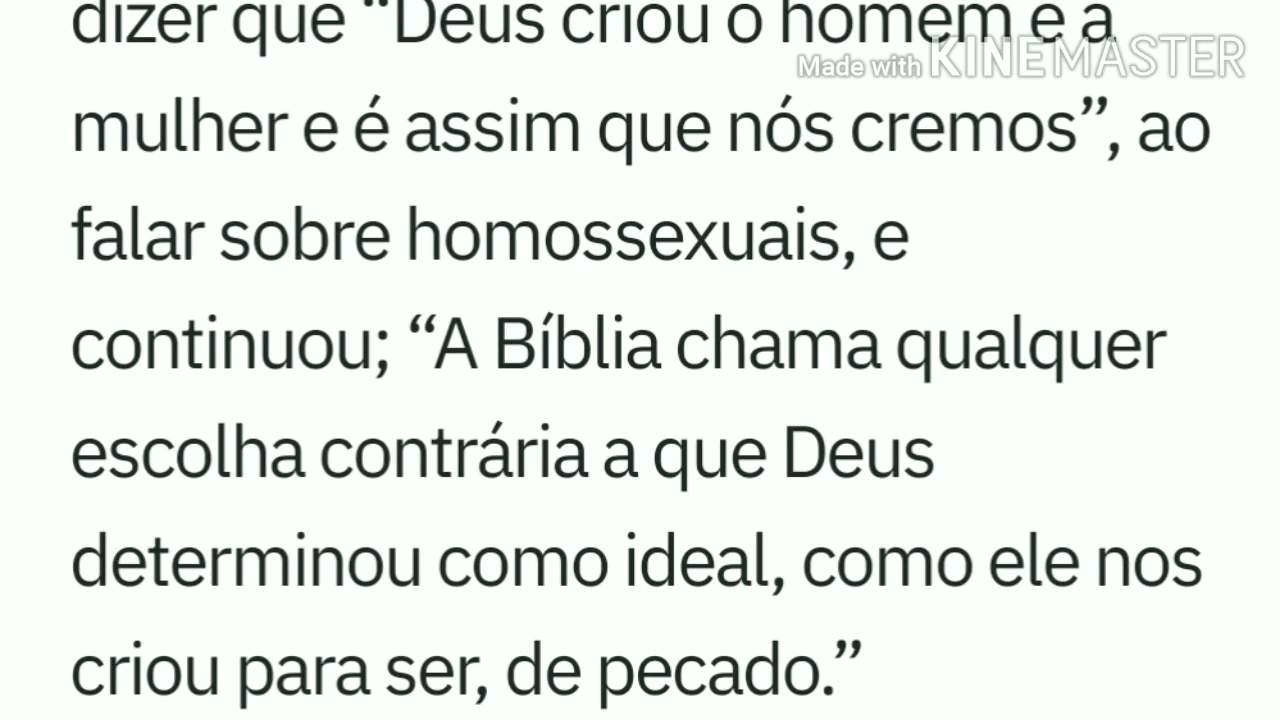 dizer que “Deus criou o homem e a
Made with KINEMASTER
mulher e é assim que nós cremos”, ao
falar sobre homossexuais, e
continuou; “A Bíblia chama qualquer
escolha contrária a que Deus
determinou como ideal, como ele nos
criou para ser, de pecado.”